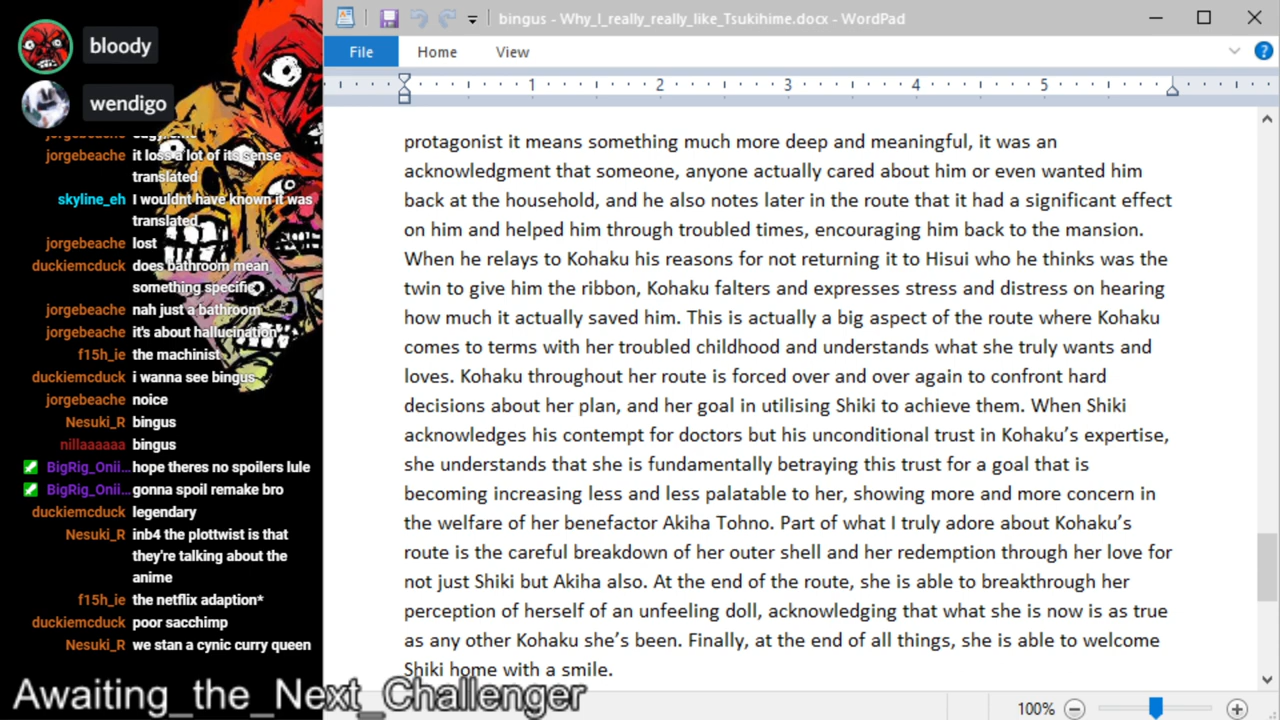 bloody
wendigo
jorgebeache it loss a lot of its sense
translated
skyline_eh I wouldnt have known it was
translated
jorgebeache lost
duckiemcduck does bathroom mean
something specific
jorgebeache nah just a bathroom
jorgebeache it's about hallucination
f15h_ie the machinist
duckiemcduck i wanna see bingus
jorgebeache noice
Nesuki_R bingus
nillaaaaaa bingus
BigRig_Onii... hope theres no spoilers lule
BigRig_Onii... gonna spoil remake bro
duckiemcduck legendary
Nesuki_R inb4 the plottwist is that
they're talking about the
anime
f15h_ie the netflix adaption*
duckiemcduck poor sacchimp
Nesuki_R we stan a cynic curry queen
Awaiting_the_Next_Challenger
bingus - Why_I_really_really_like_Tsukihime.docx - WordPad
File Home View
1 2 3 4 5
protagonist it means something much more deep and meaningful, it was an
acknowledgment that someone, anyone actually cared about him or even wanted him
back at the household, and he also notes later in the route that it had a significant effect
on him and helped him through troubled times, encouraging him back to the mansion.
When he relays to Kohaku his reasons for not returning it to Hisui who he thinks was the
twin to give him the ribbon, Kohaku falters and expresses stress and distress on hearing
how much it actually saved him. This is actually a big aspect of the route where Kohaku
comes to terms with her troubled childhood and understands what she truly wants and
loves. Kohaku throughout her route is forced over and over again to confront hard
decisions about her plan, and her goal in utilising Shiki to achieve them. When Shiki
acknowledges his contempt for doctors but his unconditional trust in Kohaku's expertise,
she understands that she is fundamentally betraying this trust for a goal that is
becoming increasing less and less palatable to her, showing more and more concern in
the welfare of her benefactor Akiha Tohno. Part of what I truly adore about Kohaku's
route is the careful breakdown of her outer shell and her redemption through her love for
not just Shiki but Akiha also. At the end of the route, she is able to breakthrough her
perception of herself of an unfeeling doll, acknowledging that what she is now is as true
as any other Kohaku she's been. Finally, at the end of all things, she is able to welcome
Shiki home with a smile.
100%